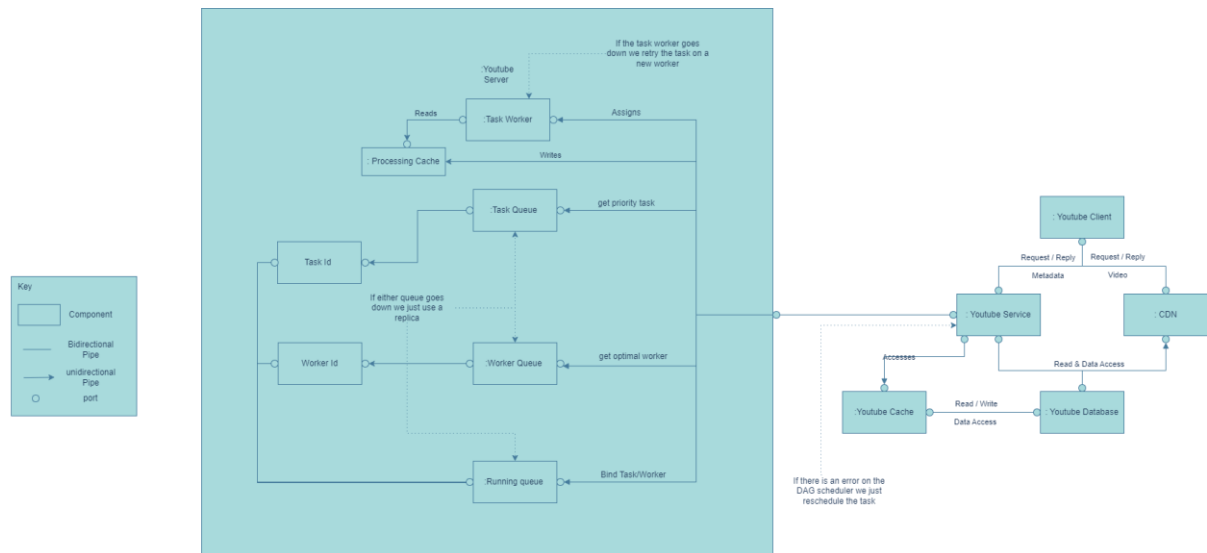 If the task worker goes
down we retry the task on a
new worker
:Youtube
Server
Reads
:Task Worker
Assigns
: Processing Cache
Writes
:Task Queue
get priority task
: Youtube Client
Task Id
Request / Reply
Request / Reply
Metadata
Video
Key
Component
Bidirectional
Pipe
unidirectional
Pipe
port
If either queue goes
down we just use a
replica
: Youtube Service
: CDN
Worker Id
:Worker Queue
get optimal worker
Accesses
Read & Data Access
:Youtube Cache
Read / Write
Data Access
: Youtube Database
:Running queue
Bind Task/Worker
If there is an error on the
DAG scheduler we just
reschedule the task